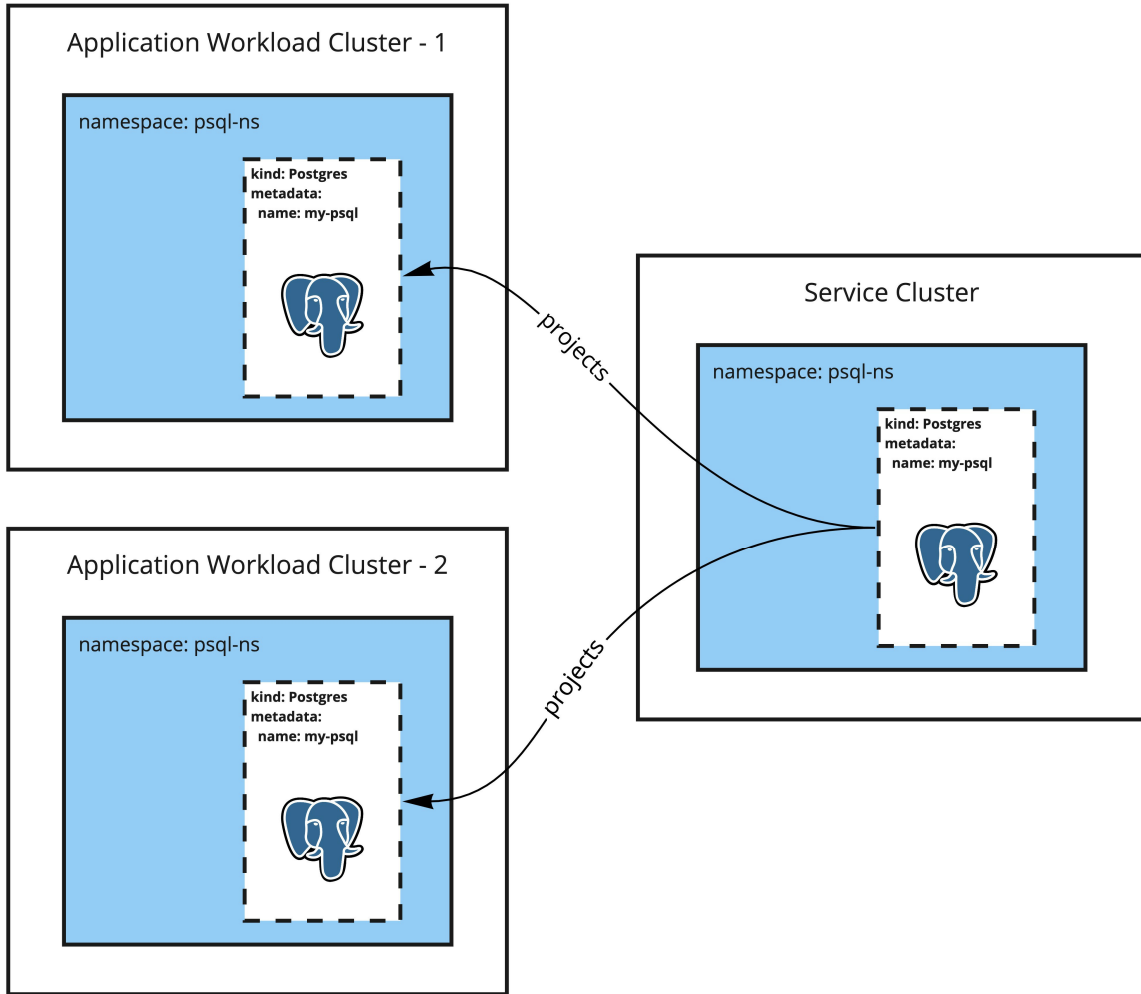 Application Workload Cluster - 1
namespace: psql-ns
kind: Postgres
metadata:
name: my-psql
projects
Service Cluster
namespace: psql-ns
kind: Postgres
metadata:
name: my-psql
Application Workload Cluster - 2
namespace: psql-ns
kind: Postgres
metadata:
name: my-psql
projects